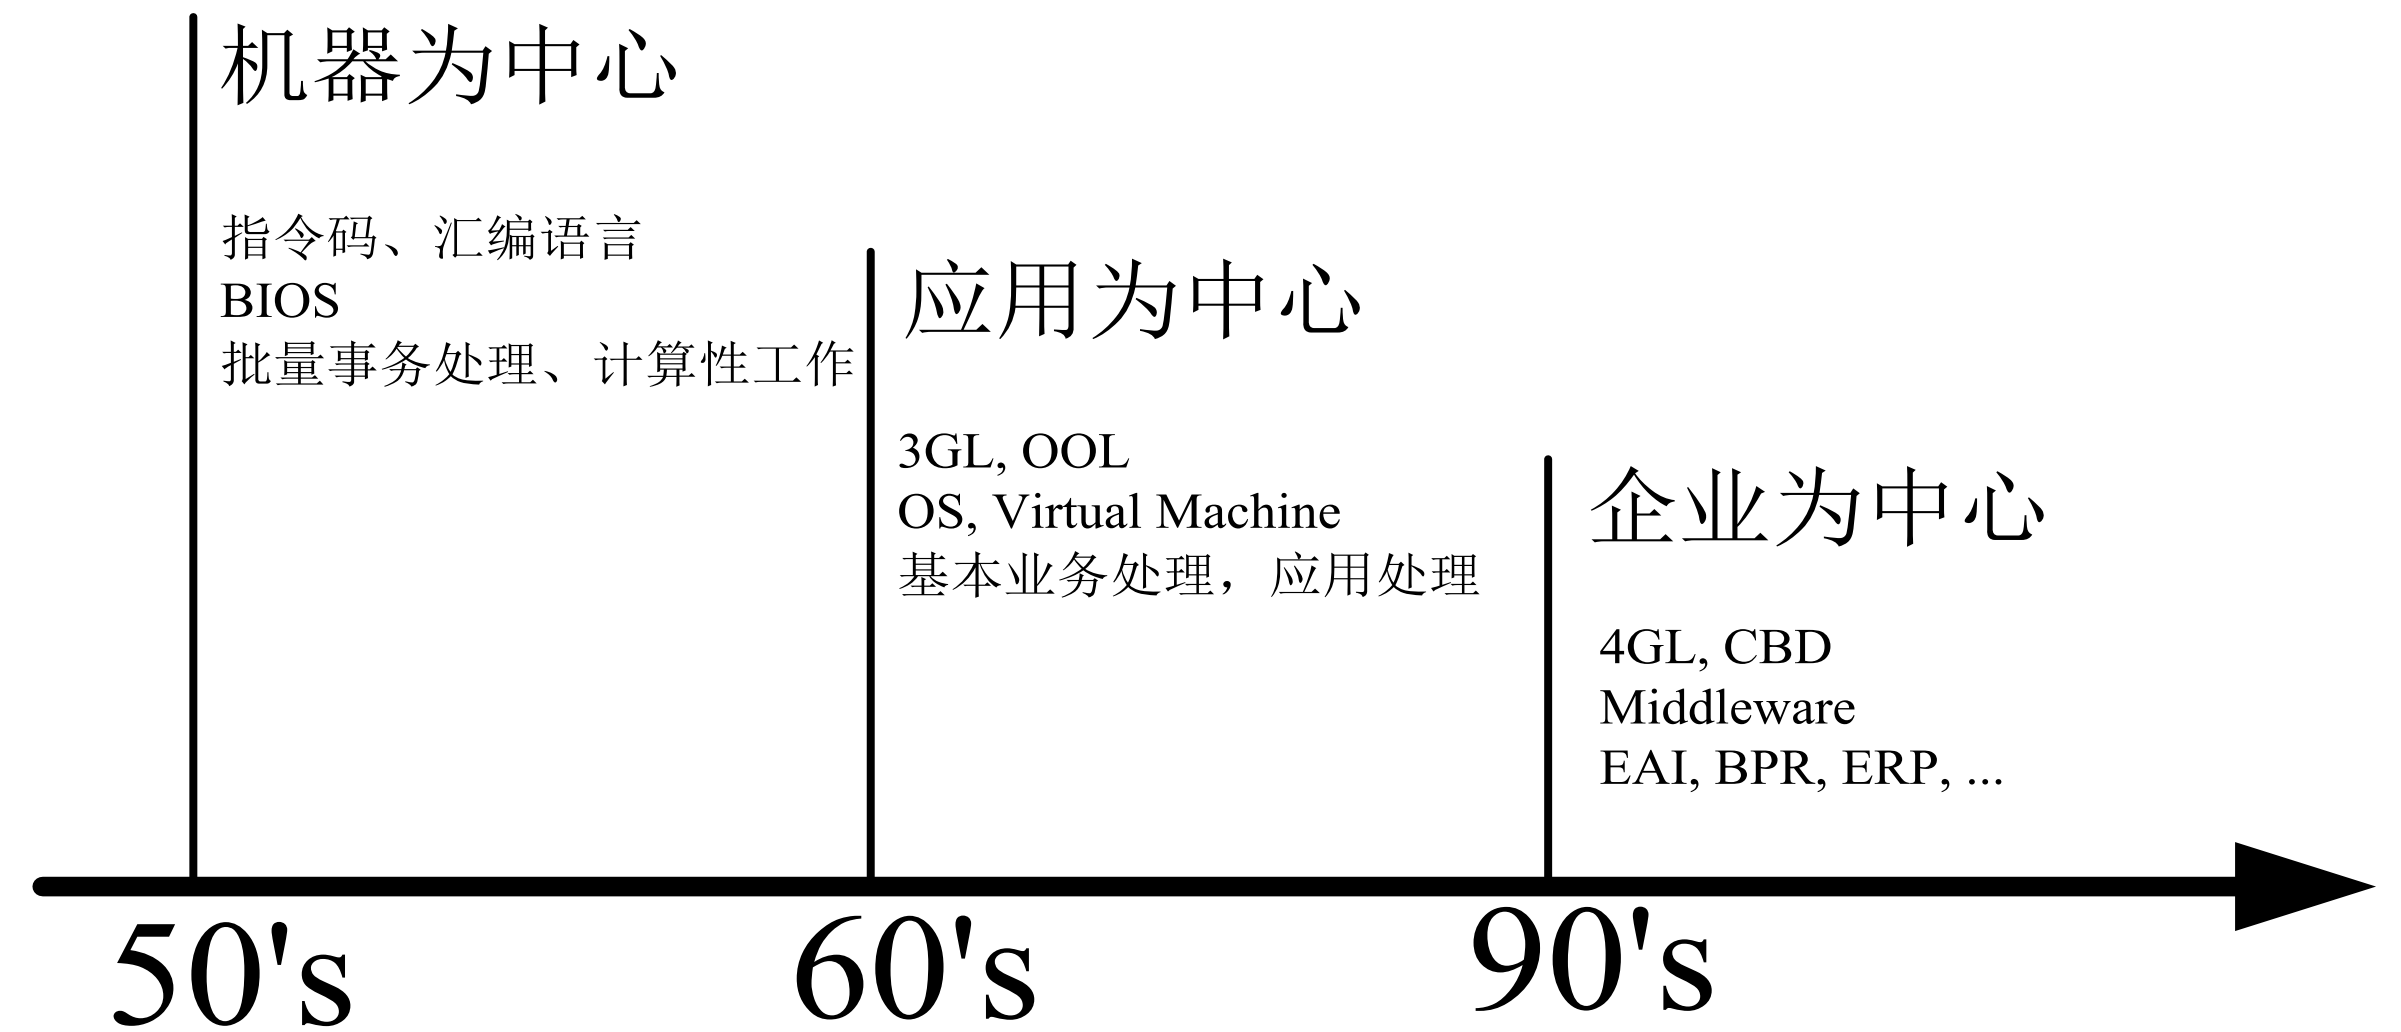 机器为中心
指令码、汇编语言
BIOS
批量事务处理、计算性工作
应用为中心
3GL, OOL
OS, Virtual Machine
基本业务处理，应用处理
企业为中心
4GL, CBD
Middleware
EAI, BPR, ERP, ...
50's
60's
90's